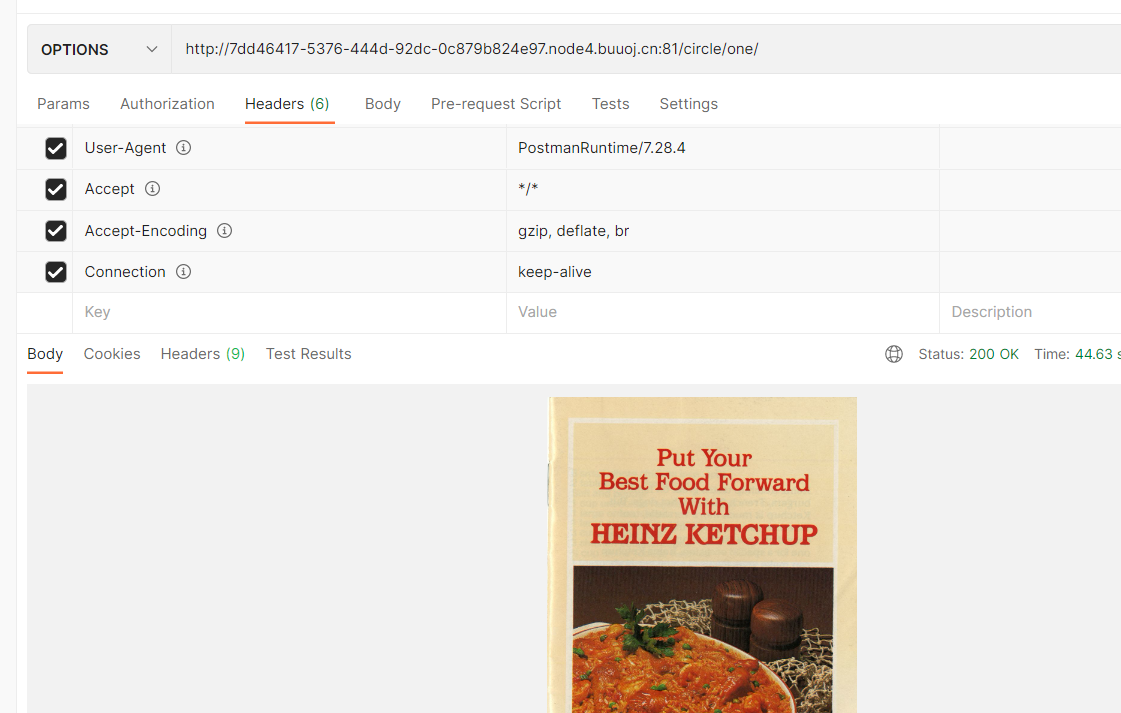 OPTIONS http://7dd46417-5376-444d-92dc-0c879b824e97.node4.buuoj.cn:81/circle/one/
Params Authorization Headers (6) Body Pre-request Script Tests Settings
User-Agent PostmanRuntime/7.28.4
Accept */*
Accept-Encoding gzip, deflate, br
Connection keep-alive
Key Value Description
Body Cookies Headers (9) Test Results Status: 200 OK Time: 44.63 s
Put Your
Best Food Forward
With
HEINZ KETCHUP